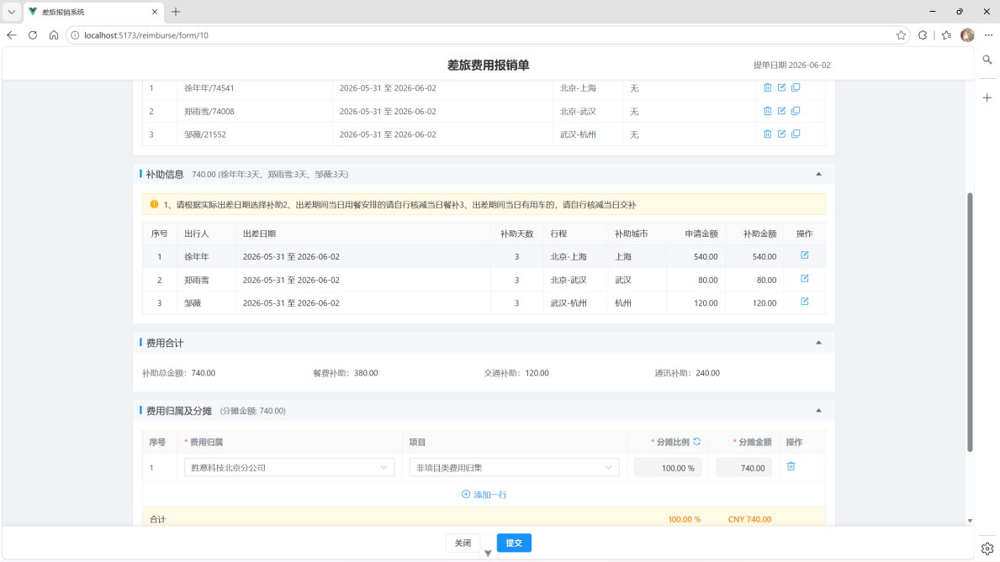 差旅报销系统
localhost:5173/reimburse/form/10
差旅费用报销单
提单日期 2026-06-02
1 徐年年/74541 2026-05-31 至 2026-06-02 北京-上海 无
2 郑雨雪/74008 2026-05-31 至 2026-06-02 北京-武汉 无
3 邹薇/21552 2026-05-31 至 2026-06-02 武汉-杭州 无
补助信息 740.00 (徐年年:3天、郑雨雪:3天、邹薇:3天)
1、请根据实际出差日期选择补助2、出差期间当日用餐安排的请自行核减当日餐补3、出差期间当日有用车的，请自行核减当日交补
序号 出行人 出差日期 补助天数 行程 补助城市 申请金额 补助金额 操作
1 徐年年 2026-05-31 至 2026-06-02 3 北京-上海 上海 540.00 540.00
2 郑雨雪 2026-05-31 至 2026-06-02 3 北京-武汉 武汉 80.00 80.00
3 邹薇 2026-05-31 至 2026-06-02 3 武汉-杭州 杭州 120.00 120.00
费用合计
补助总金额: 740.00 餐费补助: 380.00 交通补助: 120.00 通讯补助: 240.00
费用归属及分摊 (分摊金额: 740.00)
序号 * 费用归属 项目 * 分摊比例 * 分摊金额 操作
1 胜意科技北京分公司 非项目类费用归集 100.00 % 740.00
添加一行
合计 100.00 % CNY 740.00
关闭 提交